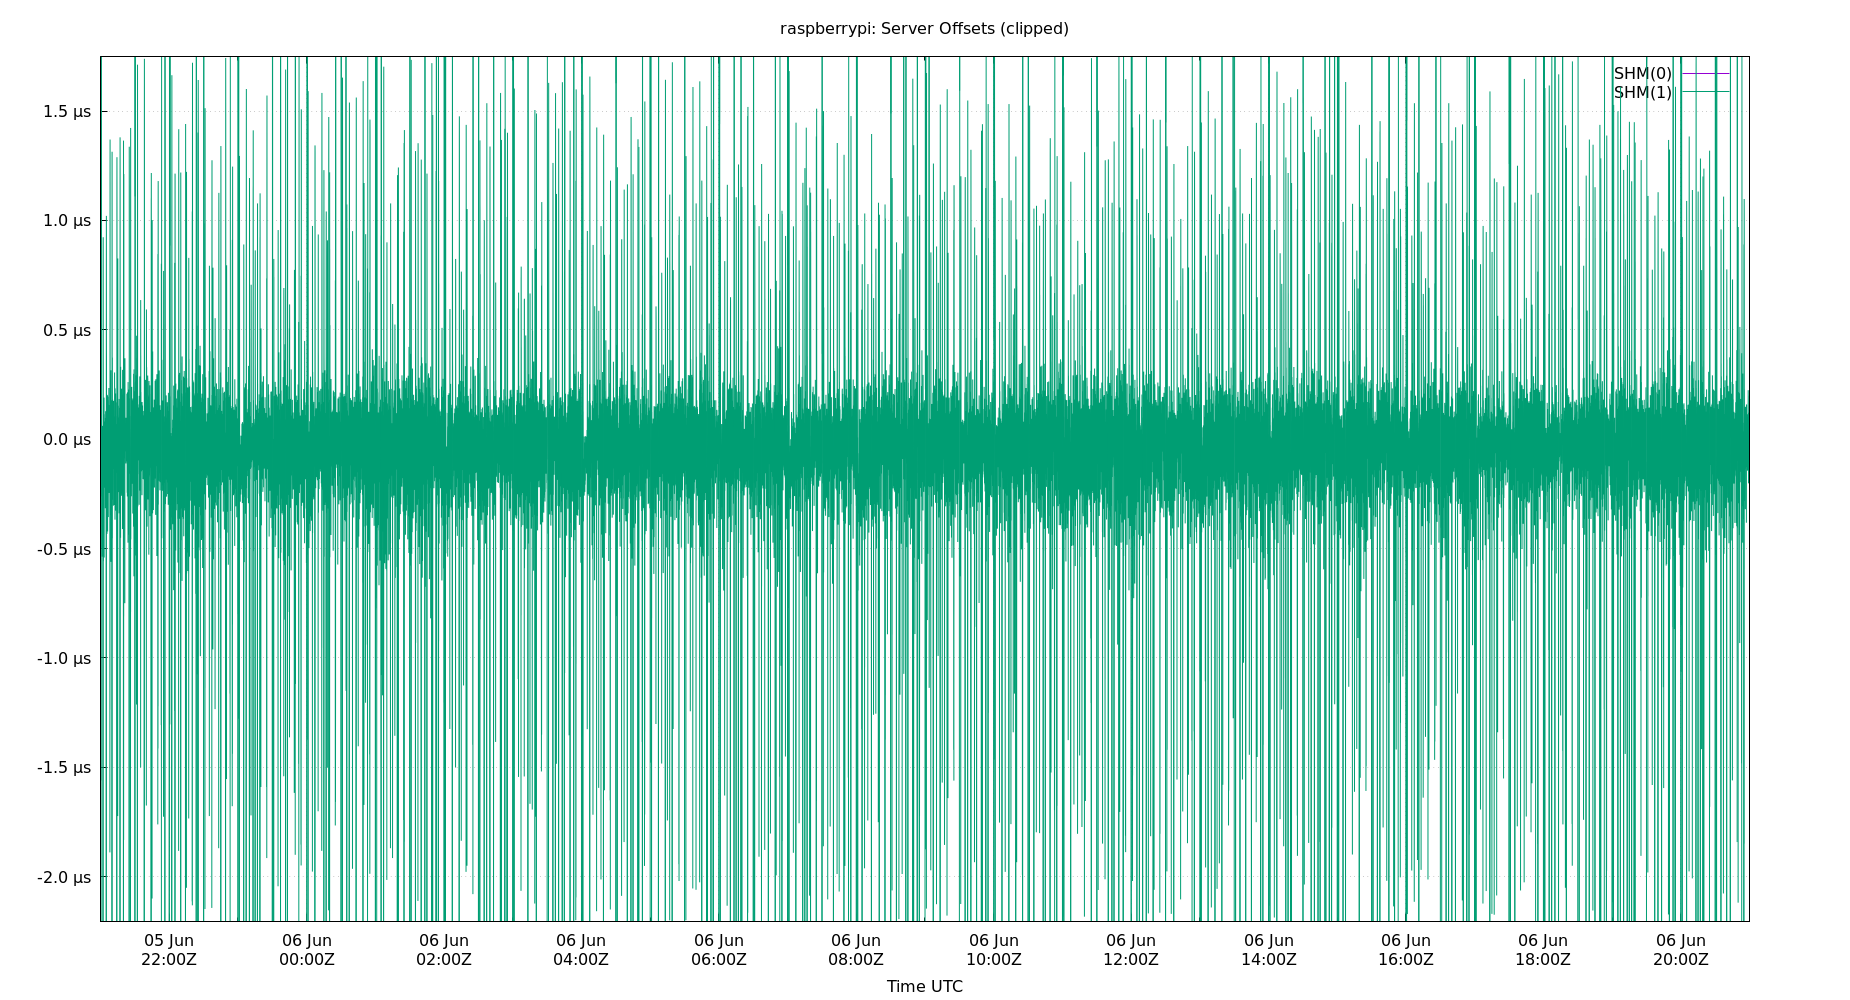 raspberrypi: Server Offsets (clipped)
SHM(0)
SHM(1)
1.5 µs
1.0 µs
0.5 µs
0.0 µs
-0.5 µs
-1.0 µs
-1.5 µs
-2.0 µs
05 Jun 06 Jun 06 Jun 06 Jun 06 Jun 06 Jun 06 Jun 06 Jun 06 Jun 06 Jun 06 Jun 06 Jun
22:00Z 00:00Z 02:00Z 04:00Z 06:00Z 08:00Z 10:00Z 12:00Z 14:00Z 16:00Z 18:00Z 20:00Z
Time UTC